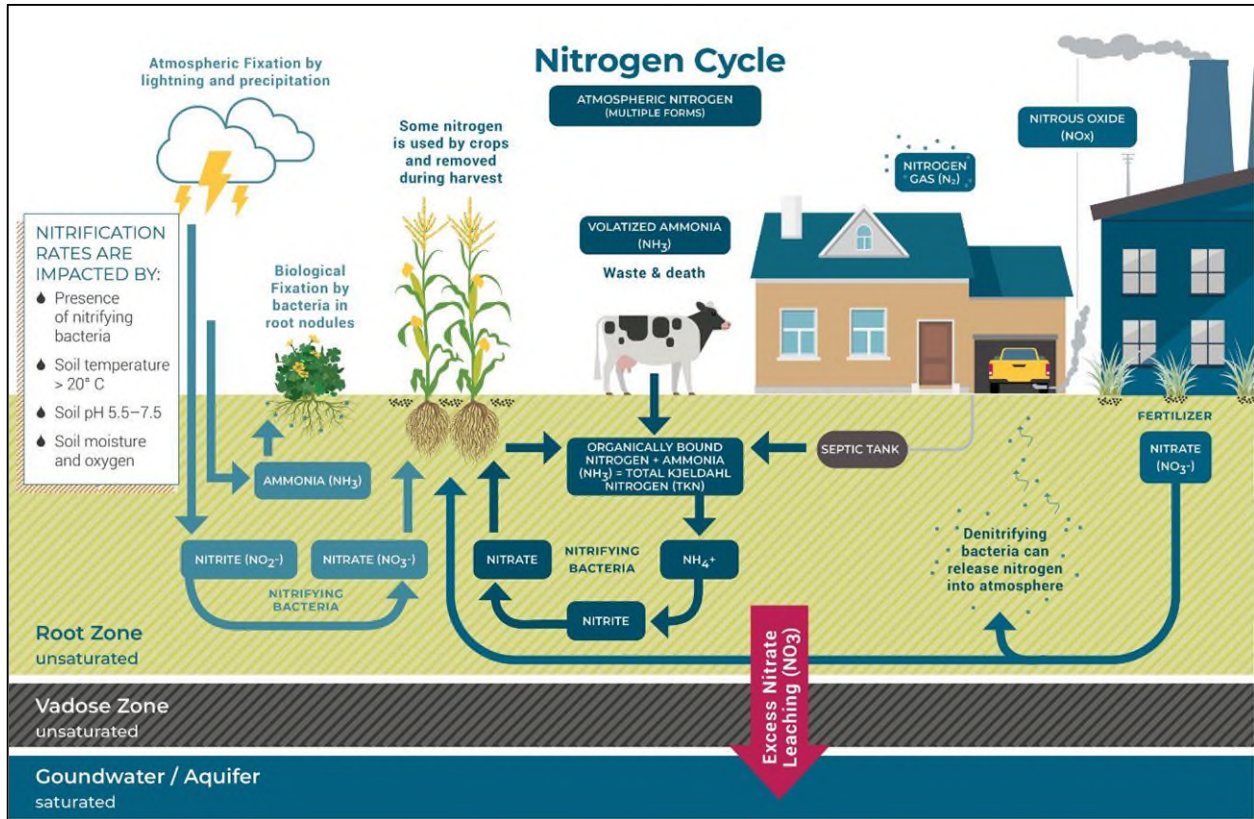 Nitrogen Cycle
ATMOSPHERIC NITROGEN
(MULTIPLE FORMS)
Atmospheric Fixation by
lightning and precipitation
Some nitrogen
is used by crops
and removed
during harvest
NITROUS OXIDE
(NOx)
NITROGEN
GAS (N₂)
VOLATIZED AMMONIA
(NH₃)
Waste & death
NITRIFICATION
RATES ARE
IMPACTED BY:
Presence
of nitrifying
bacteria
Soil temperature
> 20° C
Soil pH 5.5–7.5
Soil moisture
and oxygen
Biological
Fixation by
bacteria in
root nodules
AMMONIA (NH₃)
NITRITE (NO₂-)
NITRATE (NO₃-)
NITRIFYING
BACTERIA
ORGANICALLY BOUND
NITROGEN + AMMONIA
(NH₃) = TOTAL KJELDAHL
NITROGEN (TKN)
SEPTIC TANK
NITRATE
NITRIFYING
BACTERIA
NH₄+
NITRITE
FERTILIZER
NITRATE
(NO₃-)
Denitrifying
bacteria can
release nitrogen
into atmosphere
Excess Nitrate
Leaching (NO3)
Root Zone
unsaturated
Vadose Zone
unsaturated
Goundwater / Aquifer
saturated